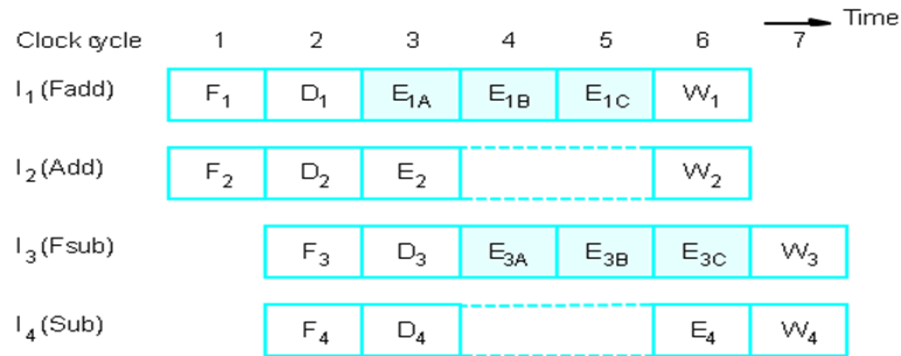 Time
Clock cycle 1 2 3 4 5 6 7
I1 (Fadd) F1 D1 E1A E1B E1C W1
I2 (Add) F2 D2 E2 W2
I3 (Fsub) F3 D3 E3A E3B E3C W3
I4 (Sub) F4 D4 E4 W4